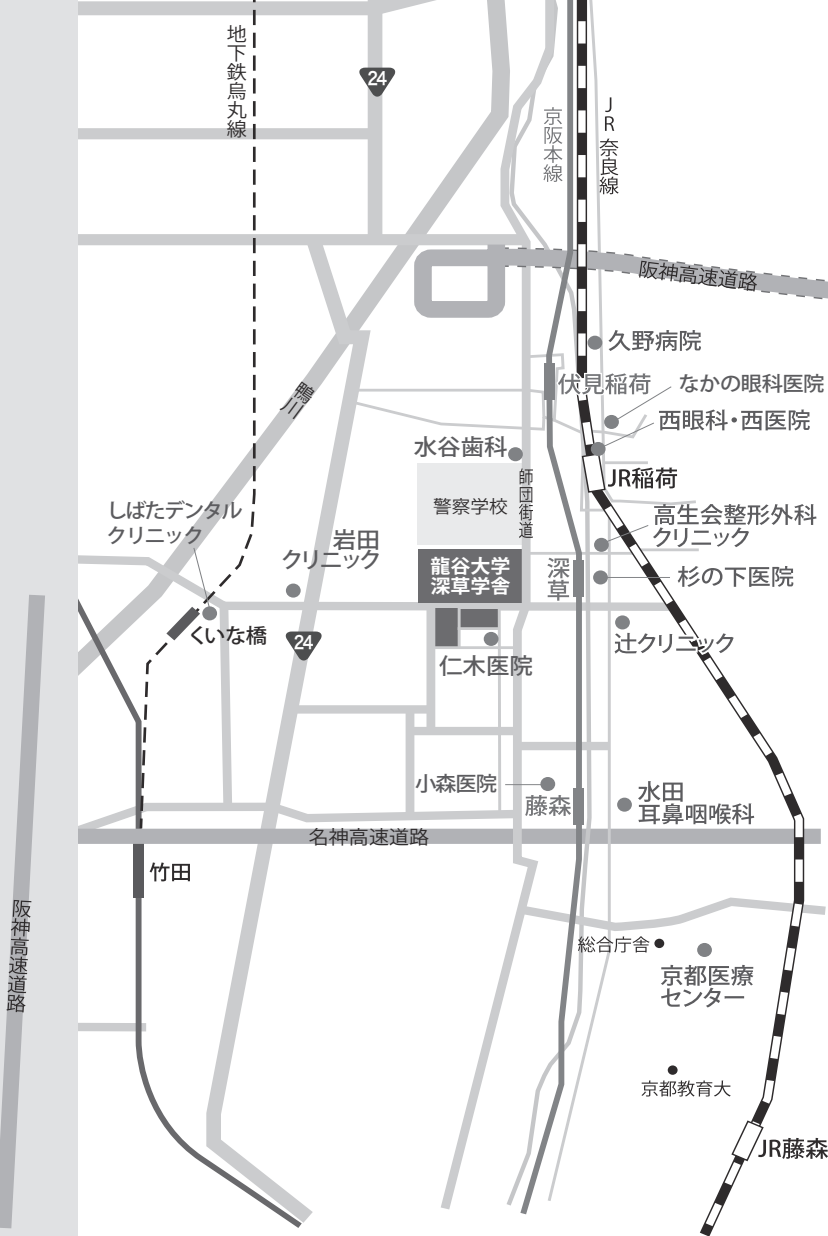 地下鉄烏丸線
24
京阪本線
JR奈良線
阪神高速道路
久野病院
伏見稲荷
なかの眼科医院
西眼科・西医院
鴨川
水谷歯科
JR稲荷
師団街道
警察学校
しばたデンタル
クリニック
岩田
クリニック
高生会整形外科
クリニック
龍谷大学
深草学舎
深草
杉の下医院
くいな橋
24
辻クリニック
仁木医院
小森医院
藤森
水田
耳鼻咽喉科
名神高速道路
竹田
阪神高速道路
総合庁舎
京都医療
センター
京都教育大
JR藤森